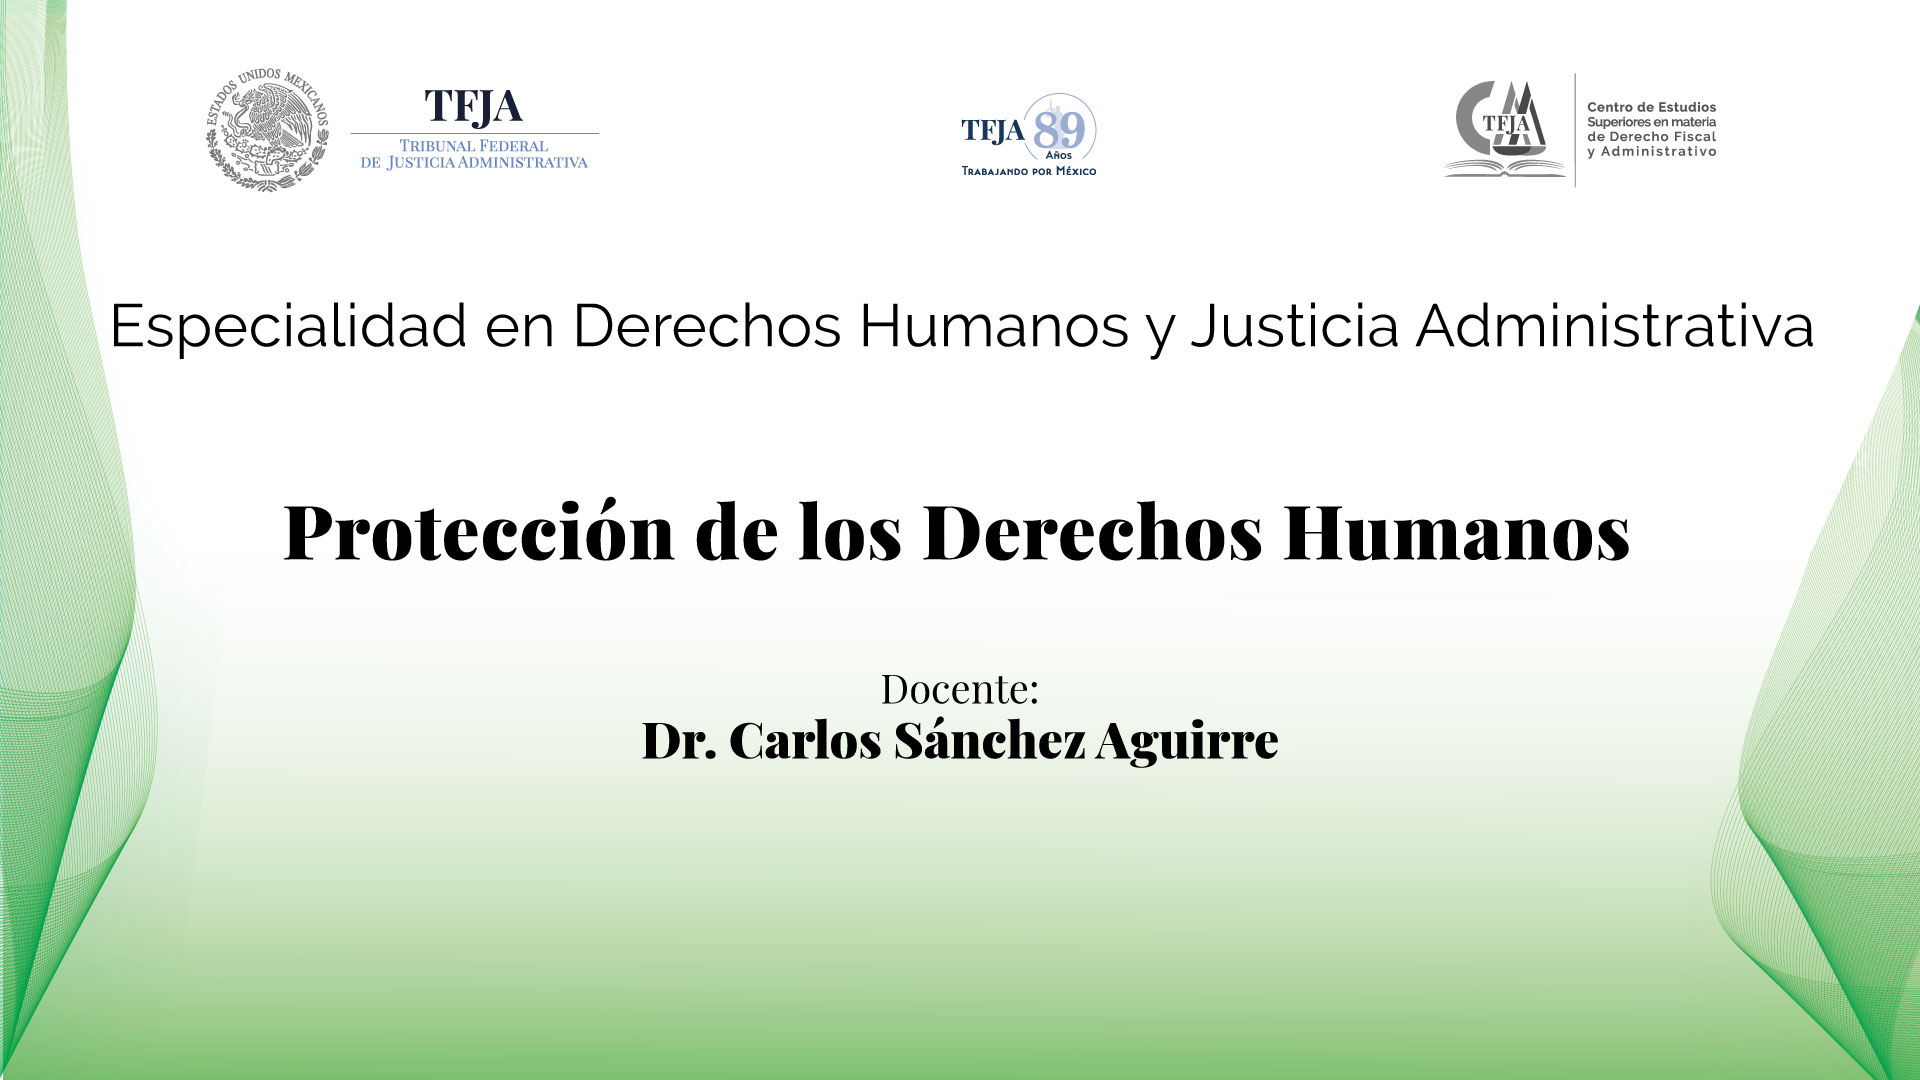 ESTADOS UNIDOS MEXICANOS
TFJA
TRIBUNAL FEDERAL
DE JUSTICIA ADMINISTRATIVA
TFJA 89
AÑOS
TRABAJANDO POR MÉXICO
TFJA
Centro de Estudios
Superiores en materia
de Derecho Fiscal
y Administrativo
Especialidad en Derechos Humanos y Justicia Administrativa
Protección de los Derechos Humanos
Docente:
Dr. Carlos Sánchez Aguirre